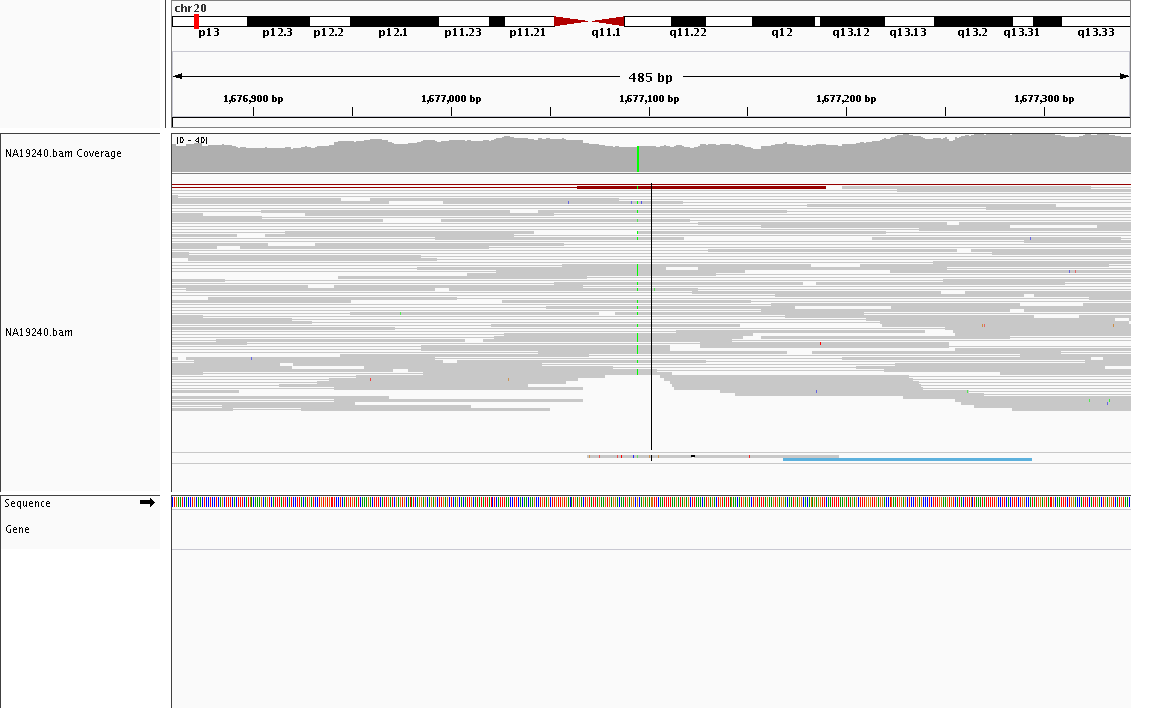 chr20
p13 p12.3 p12.2 p12.1 p11.23 p11.21 q11.1 q11.22 q12 q13.12 q13.13 q13.2 q13.31 q13.33
485 bp
1,676,900 bp 1,677,000 bp 1,677,100 bp 1,677,200 bp 1,677,300 bp
[0 - 40]
NA19240.bam Coverage
NA19240.bam
Sequence
Gene